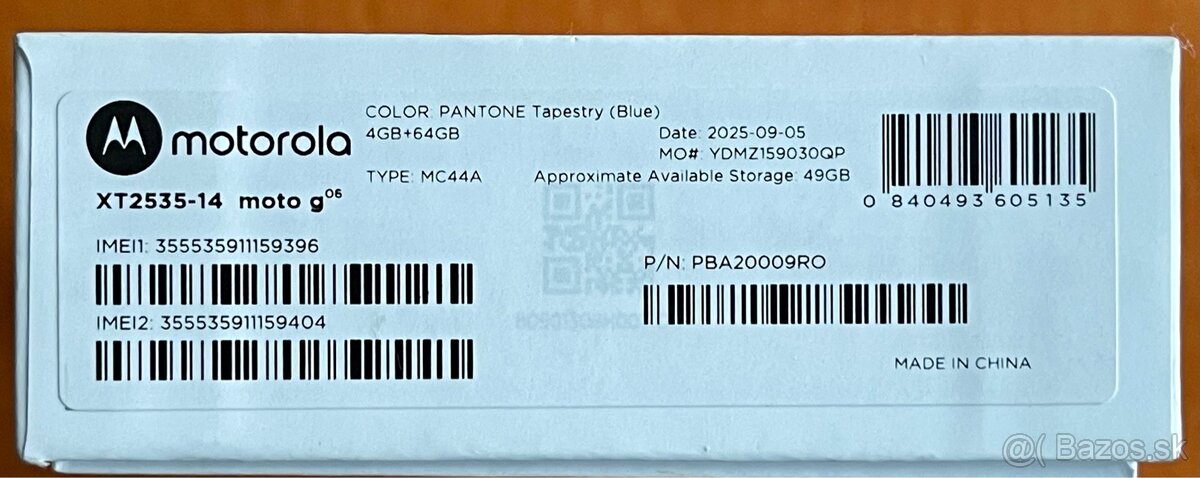 motorola
COLOR: PANTONE Tapestry (Blue)
4GB+64GB
Date: 2025-09-05
MO#: YDMZ159030QP
TYPE: MC44A
Approximate Available Storage: 49GB
0 840493 605135
XT2535-14 moto g06
IMEI1: 355535911159396
P/N: PBA20009RO
IMEI2: 355535911159404
MADE IN CHINA
@( Bazos.sk